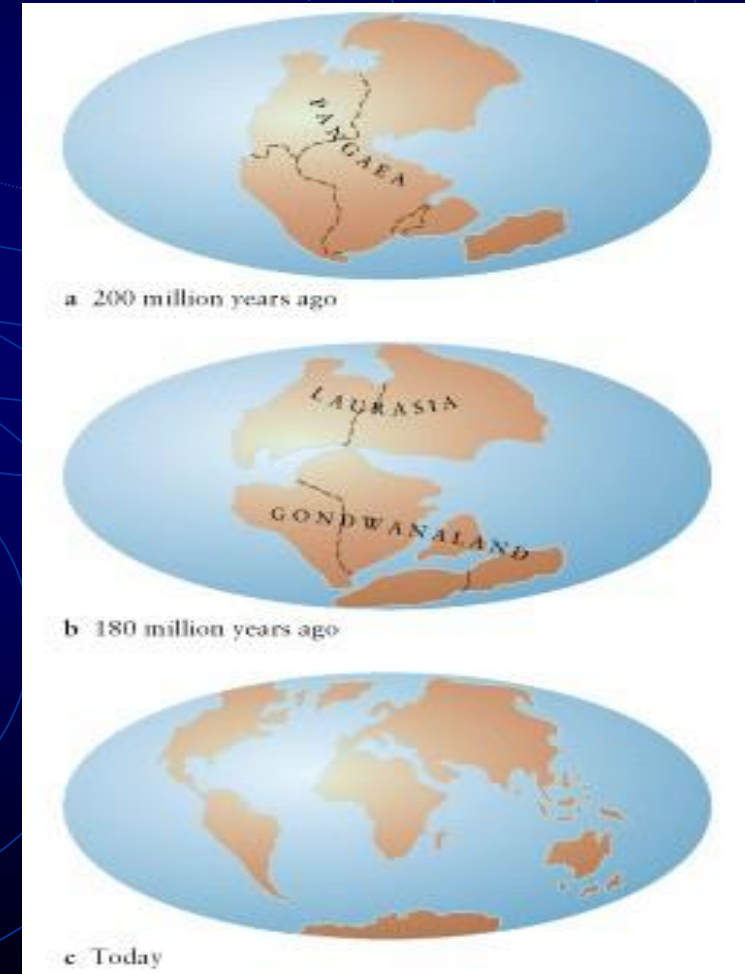 PANGAEA
a 200 million years ago
LAURASIA
GONDWANALAND
b 180 million years ago
c Today